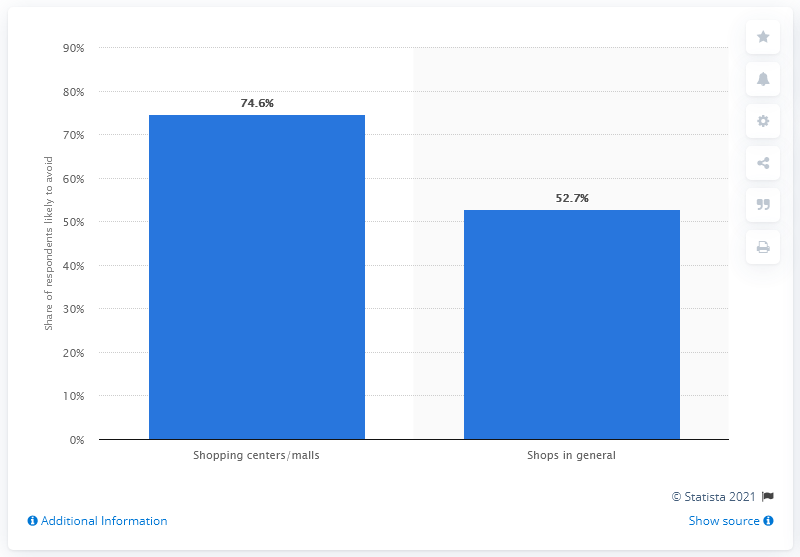 90%
80%
70%
60%
50%
40%
30%
20%
10%
0%
Share of respondents likely to avoid
74.6%
52.7%
Shopping centers/malls
Shops in general
© Statista 2021
Additional Information
Show source